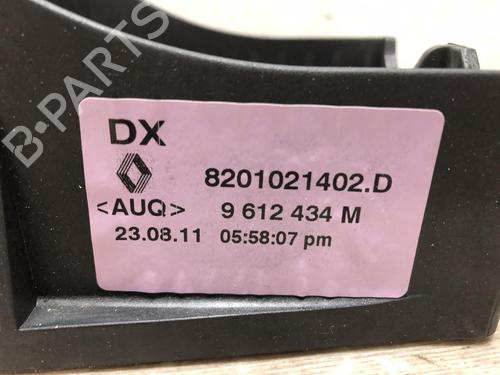 B-PARTS
DX
8201021402.D
<AUQ> 9 612 434 M
23.08.11 05:58:07 pm